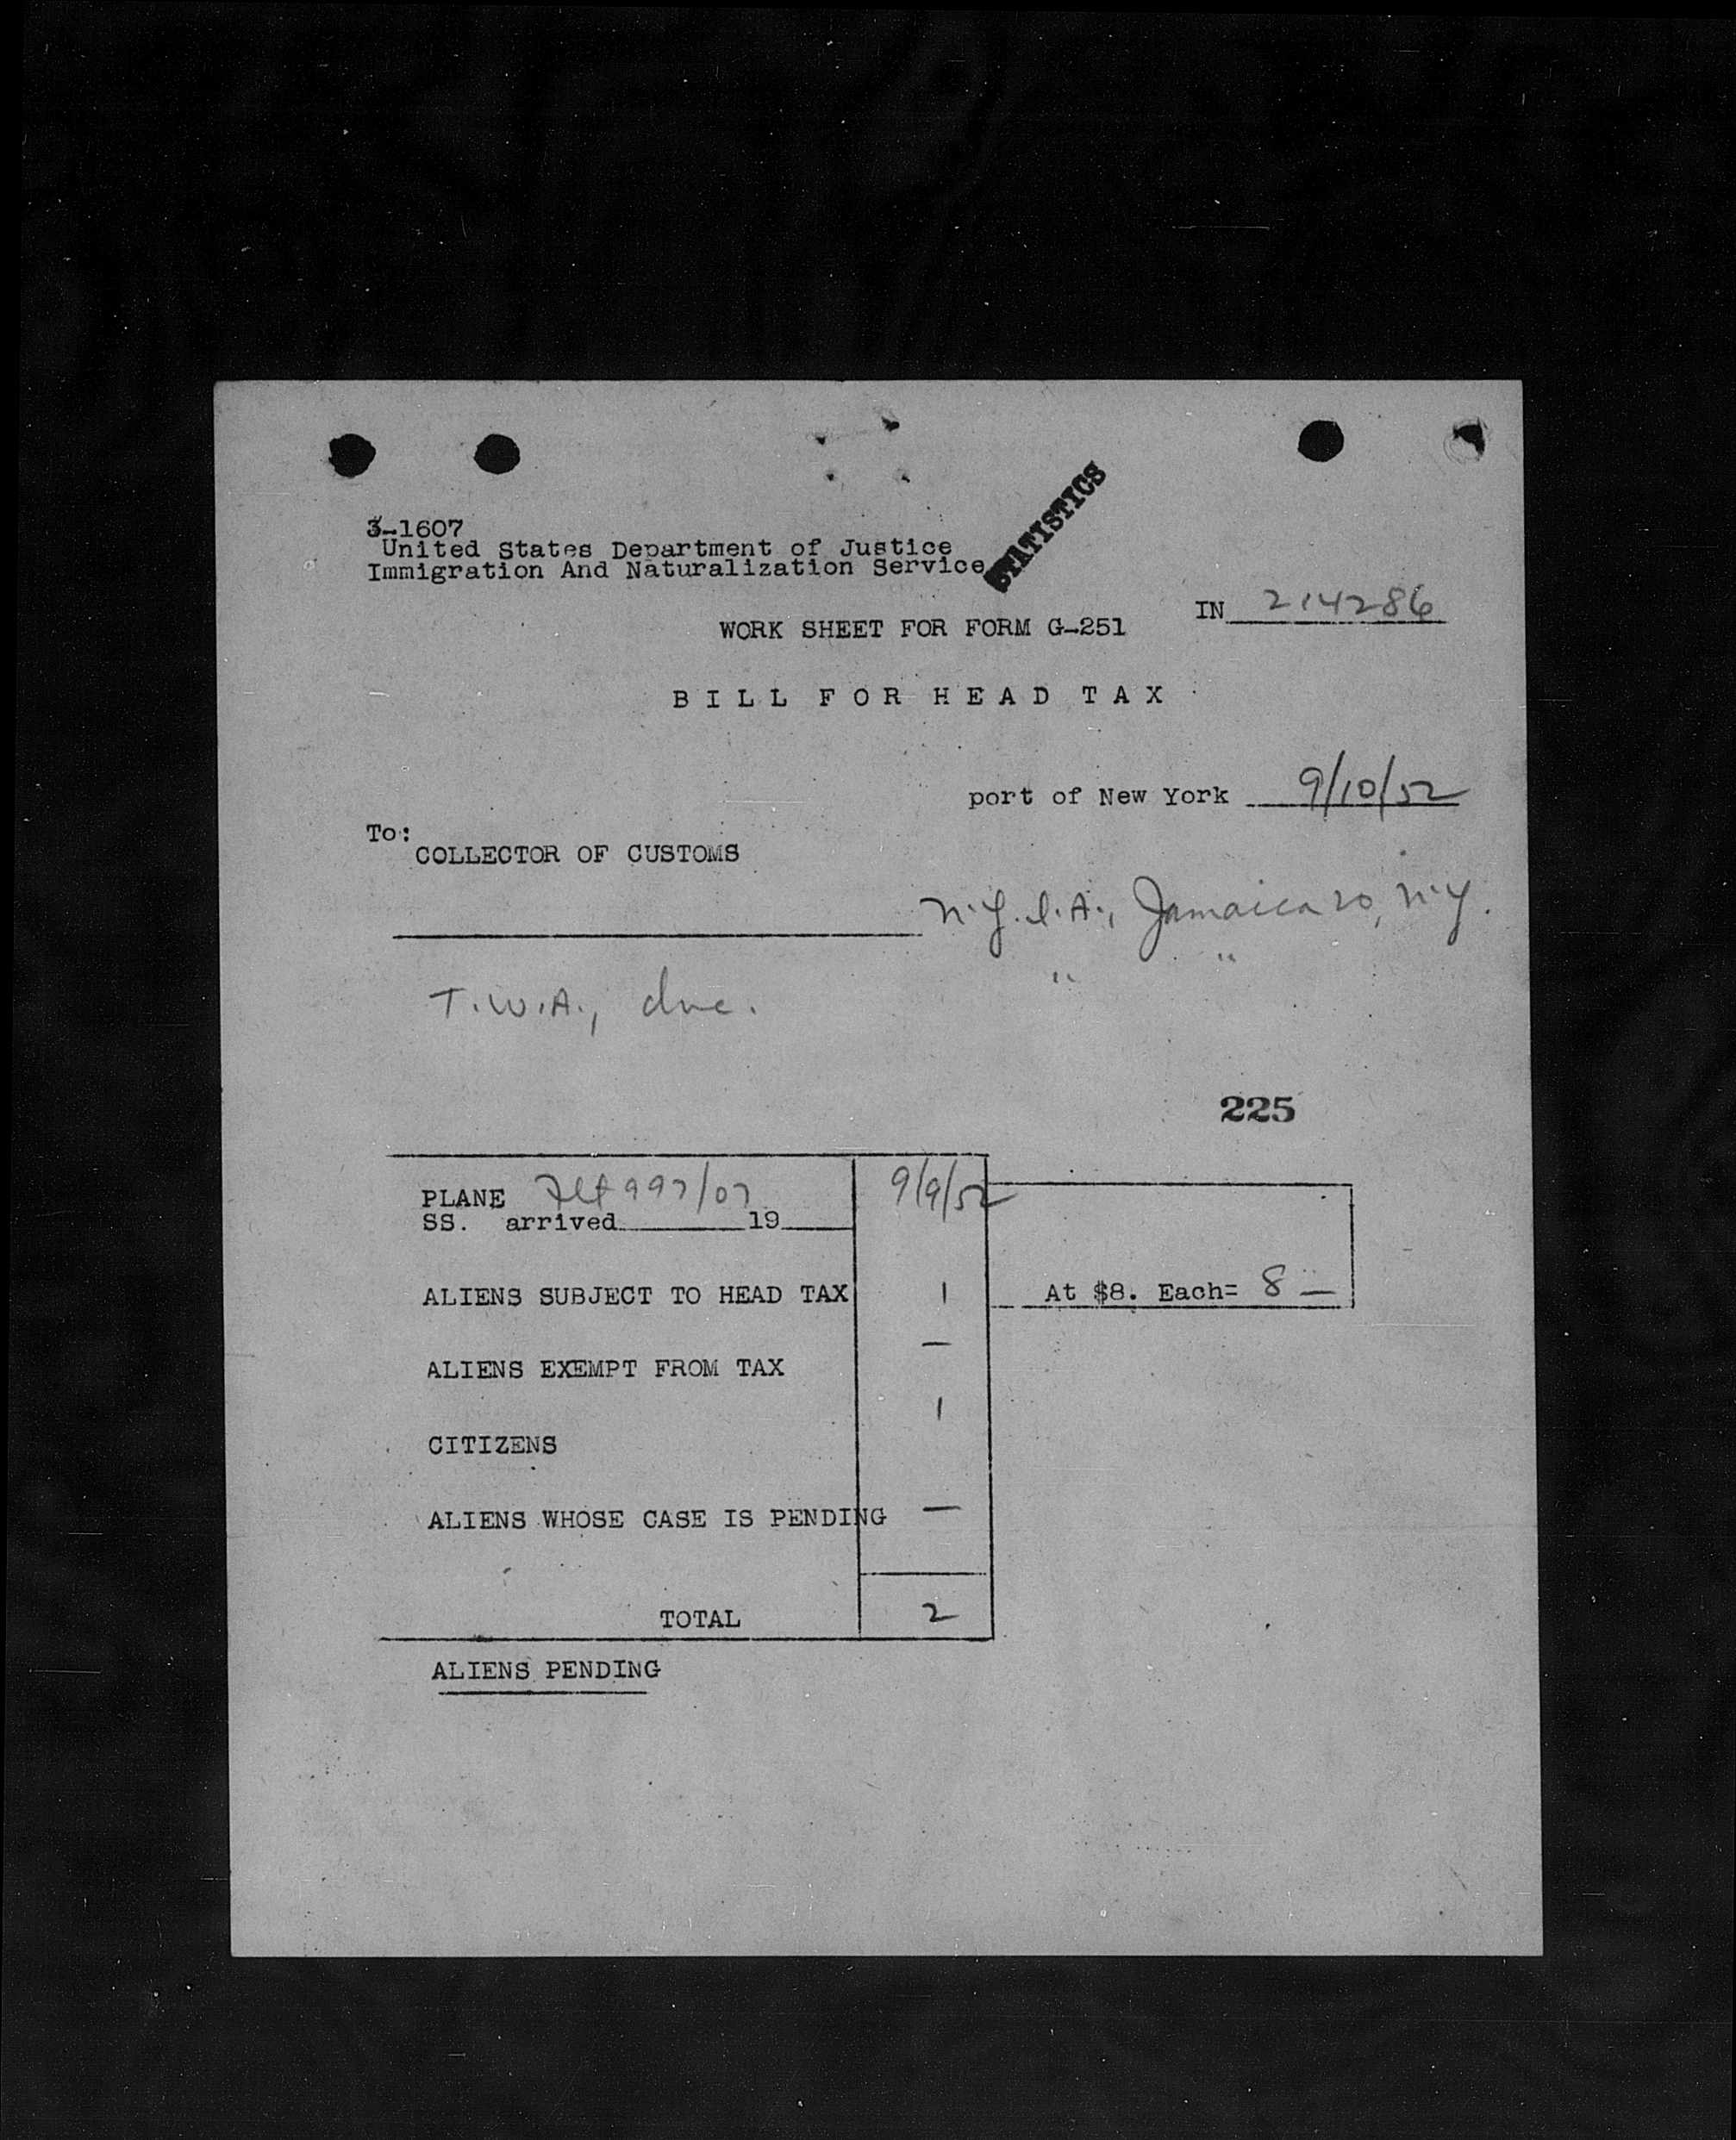 3-1607
United States Department of Justice
Immigration And Naturalization Service
STATISTICS
IN 214286
WORK SHEET FOR FORM G-251
BILL FOR HEAD TAX
port of New York 9/10/52
To:
COLLECTOR OF CUSTOMS
N.Y.I.A., Jamaica 20, N.Y.
T.W.A., Inc. " "
225
PLANE Flt 997/07 9/9/52
SS. arrived 19
ALIENS SUBJECT TO HEAD TAX 1 At $8. Each= 8 —
ALIENS EXEMPT FROM TAX —
CITIZENS 1
ALIENS WHOSE CASE IS PENDING —
TOTAL 2
ALIENS PENDING